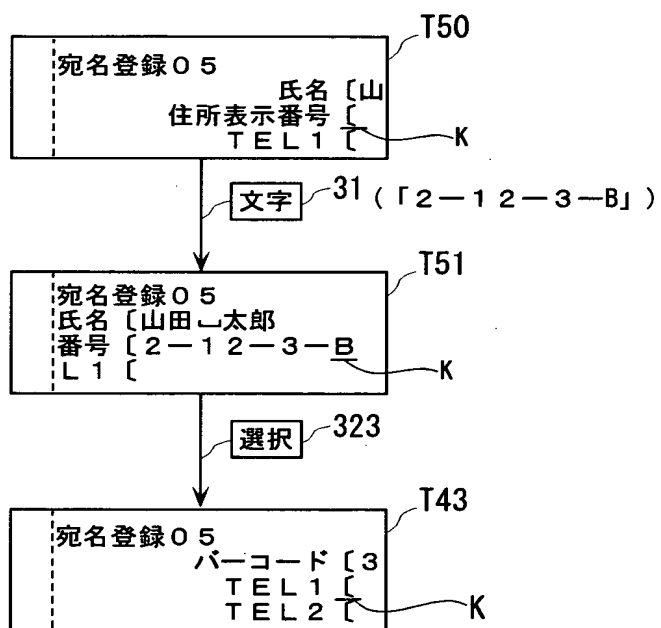 T50
宛名登録０５
氏名〔山
住所表示番号〔
ＴＥＬ１〔
K
文字 31 (「２－１２－３－B」)
T51
宛名登録０５
氏名〔山田⎵太郎
番号〔２－１２－３－B
Ｌ１〔
K
選択 323
T43
宛名登録０５
バーコード〔３
ＴＥＬ１〔
ＴＥＬ２〔
K